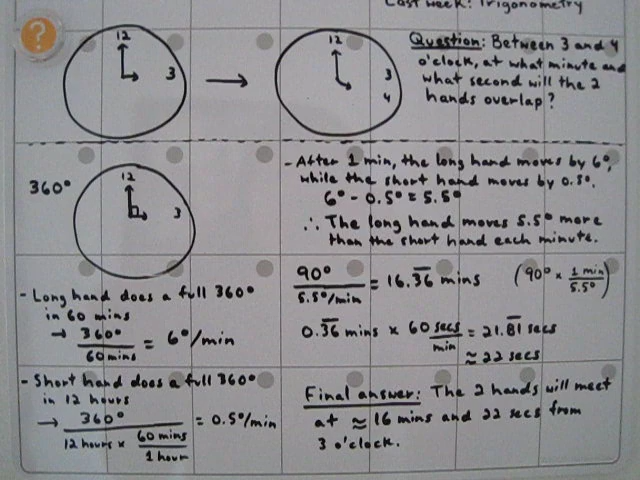 Last week: Trigonometry
?
12
3
12
3
4
Question: Between 3 and 4
o'clock, at what minute and
what second will the 2
hands overlap?
360°
12
3
- Long hand does a full 360°
in 60 mins
→ 360°/60 mins = 6°/min
- Short hand does a full 360°
in 12 hours
→ 360°/12 hours × 60 mins/1 hour = 0.5°/min
- After 1 min, the long hand moves by 6°,
while the short hand moves by 0.5°.
6° - 0.5° = 5.5°
∴ The long hand moves 5.5° more
than the short hand each minute.
90°/5.5°/min = 16.3̅6̅ mins (90° × 1 min/5.5°)
0.3̅6̅ mins × 60 secs/min = 21.8̅1̅ secs
≈ 22 secs
Final answer: The 2 hands will meet
at ≈ 16 mins and 22 secs from
3 o'clock.